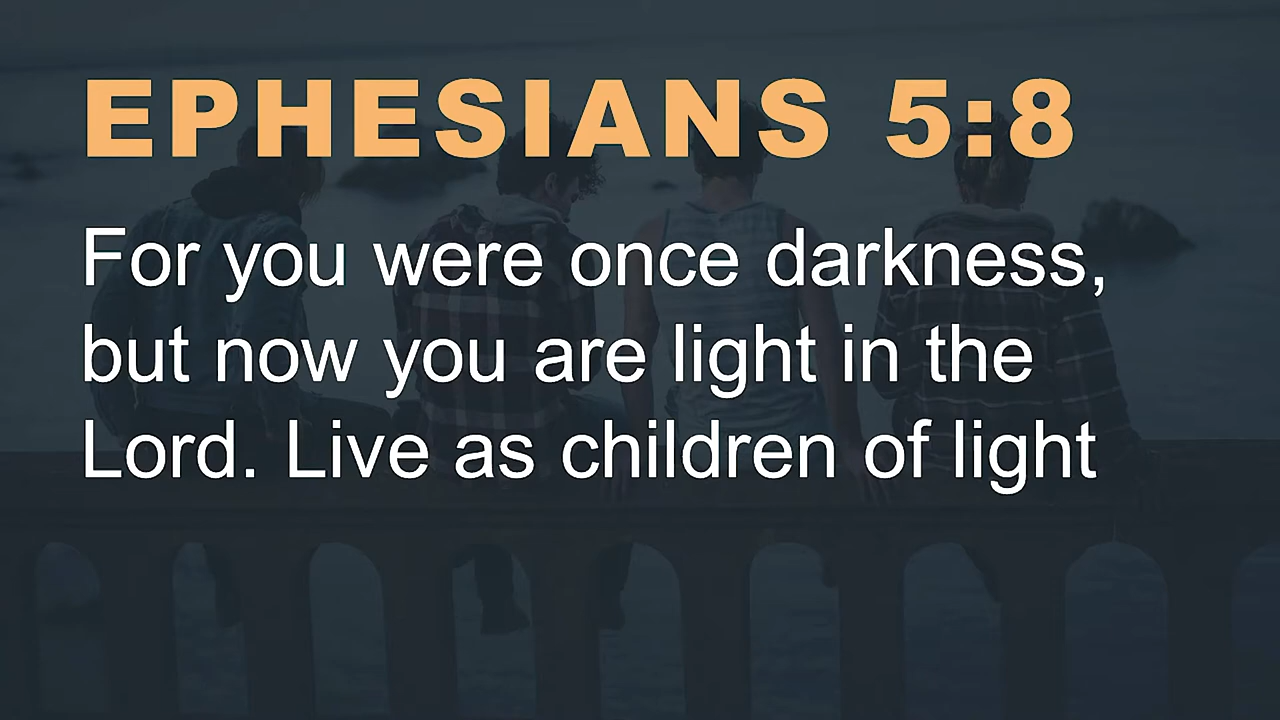 EPHESIANS 5:8
For you were once darkness,
but now you are light in the
Lord. Live as children of light